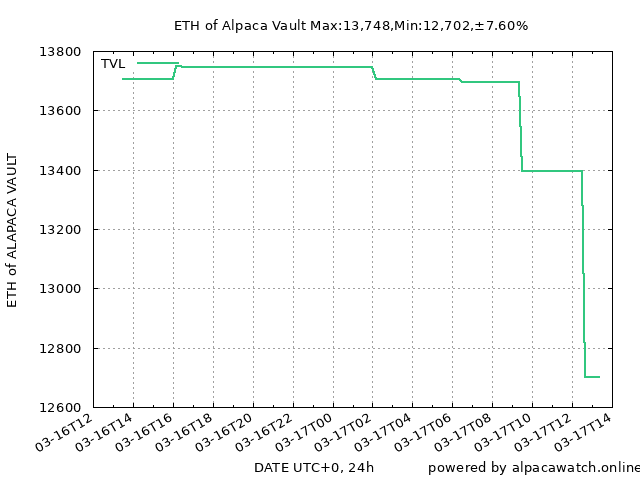 ETH of Alpaca Vault Max:13,748,Min:12,702,±7.60%
TVL
13800
13600
13400
13200
13000
12800
12600
ETH of ALAPACA VAULT
03-16T12
03-16T14
03-16T16
03-16T18
03-16T20
03-16T22
03-17T00
03-17T02
03-17T04
03-17T06
03-17T08
03-17T10
03-17T12
03-17T14
DATE UTC+0, 24h
powered by alpacawatch.online